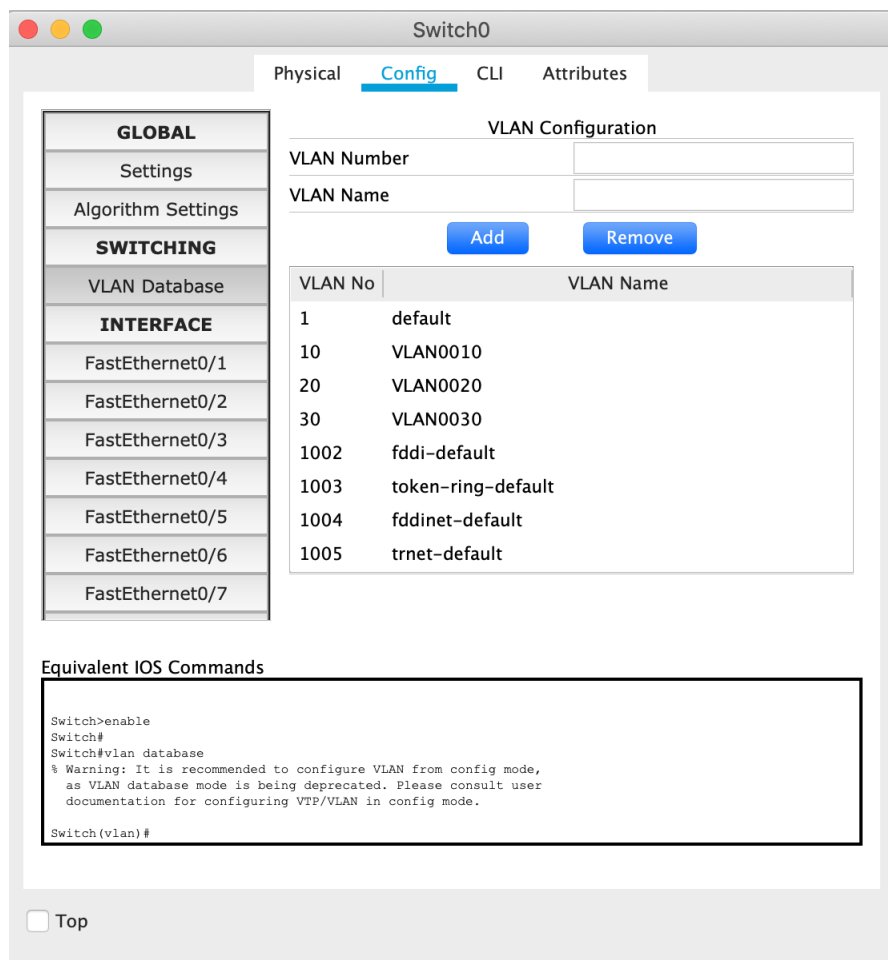 Switch0
Physical Config CLI Attributes
GLOBAL
Settings
Algorithm Settings
SWITCHING
VLAN Database
INTERFACE
FastEthernet0/1
FastEthernet0/2
FastEthernet0/3
FastEthernet0/4
FastEthernet0/5
FastEthernet0/6
FastEthernet0/7
VLAN Configuration
VLAN Number
VLAN Name
Add Remove
VLAN No VLAN Name
1 default
10 VLAN0010
20 VLAN0020
30 VLAN0030
1002 fddi-default
1003 token-ring-default
1004 fddinet-default
1005 trnet-default
Equivalent IOS Commands
Switch>enable
Switch#
Switch#vlan database
% Warning: It is recommended to configure VLAN from config mode,
as VLAN database mode is being deprecated. Please consult user
documentation for configuring VTP/VLAN in config mode.
Switch(vlan)#
Top